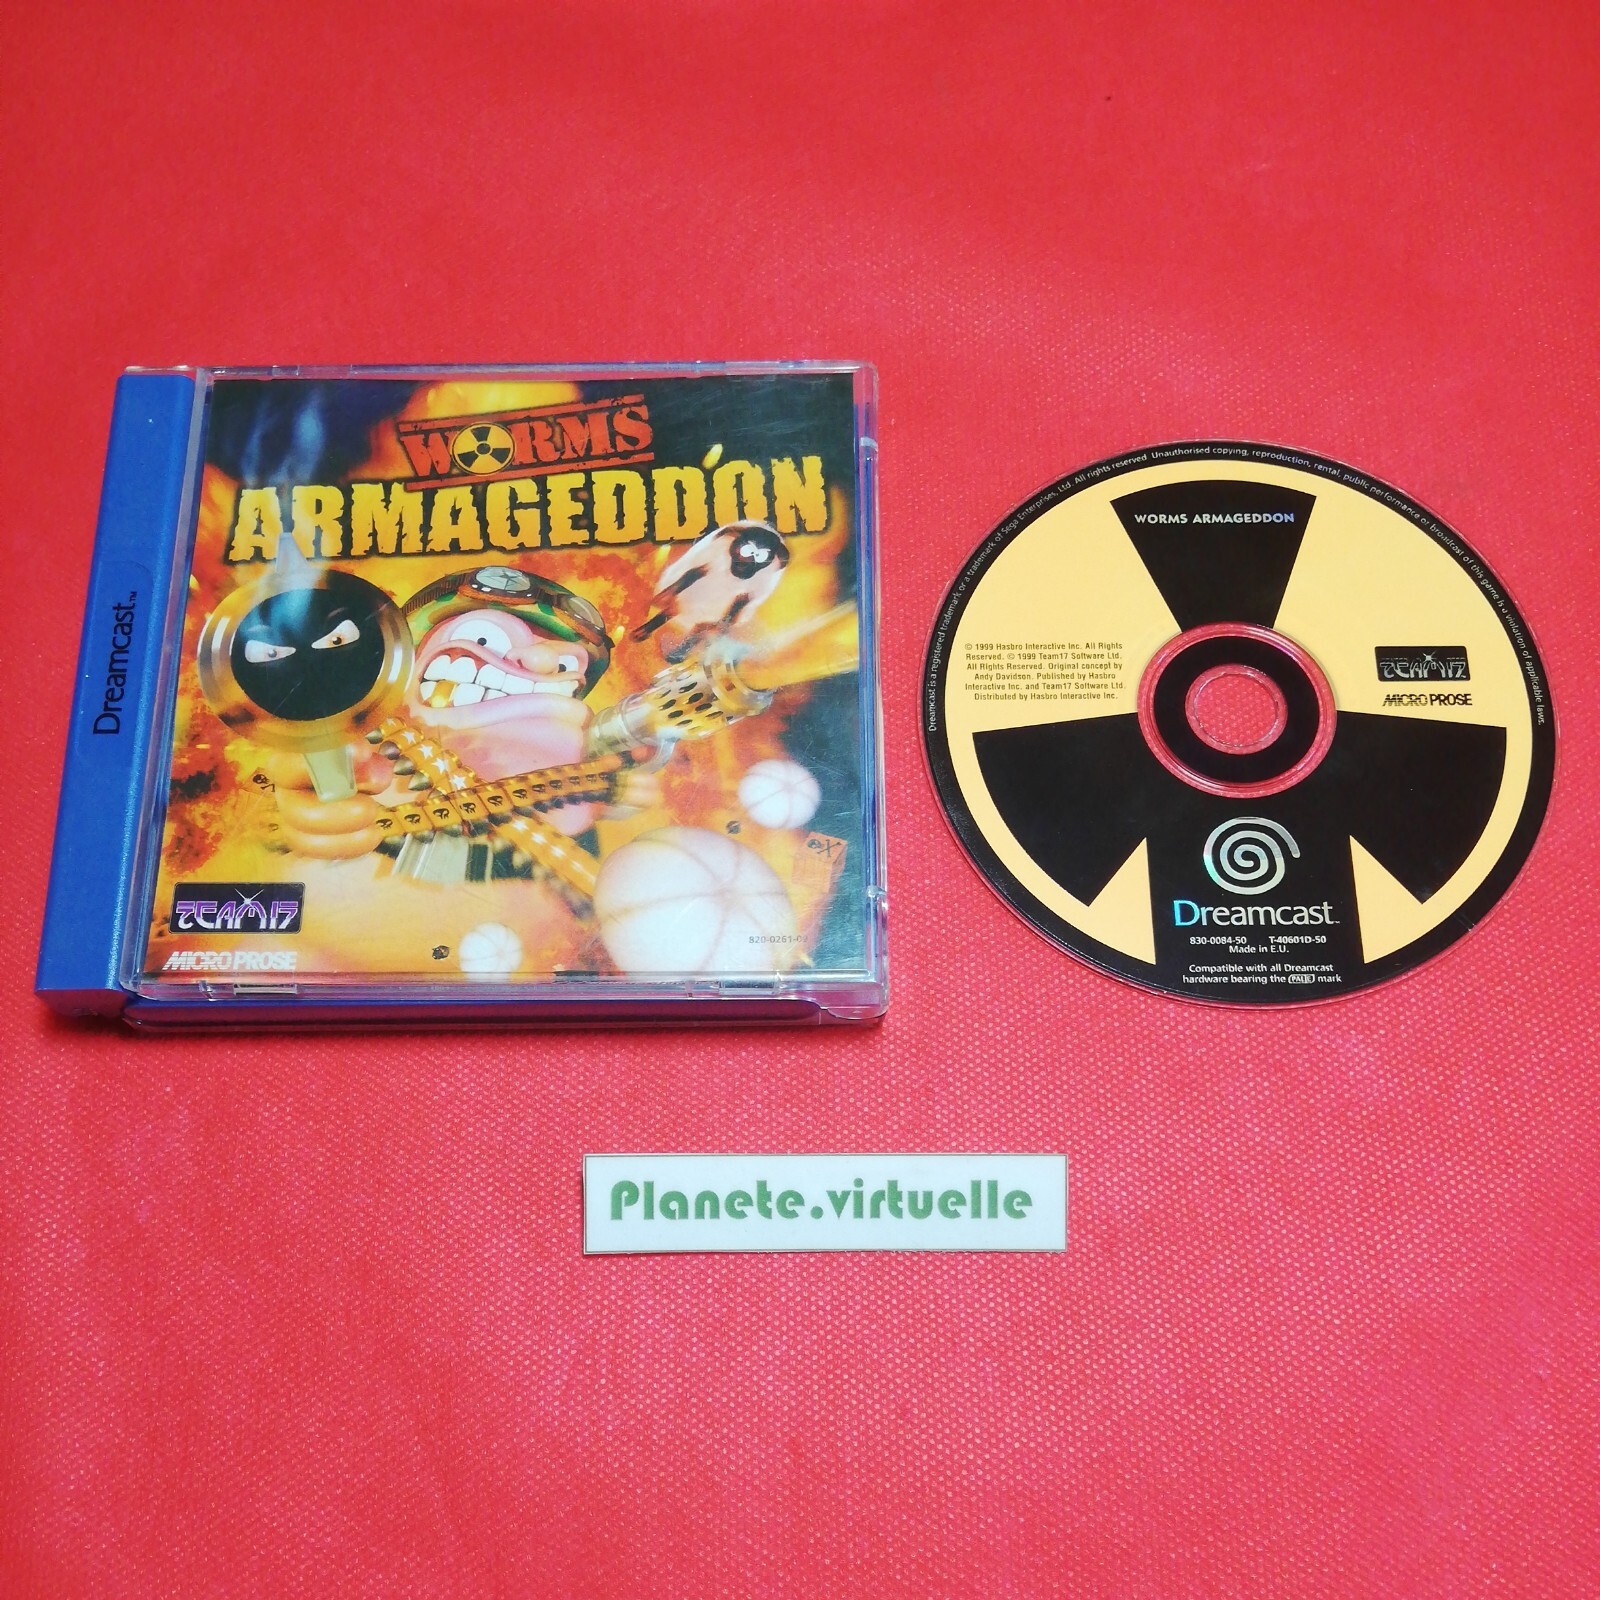 Dreamcast™
WORMS
ARMAGEDDON
TEAM17
MICROPROSE
Dreamcast is a registered trademark or a trademark of Sega Enterprises, Ltd. All rights reserved. Unauthorised copying, reproduction, rental, public performance or broadcast of this game is a violation of applicable laws.
WORMS ARMAGEDDON
© 1999 Hasbro Interactive Inc. All Rights
Reserved. © 1999 Team17 Software Ltd.
All Rights Reserved. Original concept by
Andy Davidson. Published by Hasbro
Interactive Inc. and Team17 Software Ltd.
Distributed by Hasbro Interactive Inc.
TEAM17
MICROPROSE
Dreamcast™
830-0084-50 T-40601D-50
Made in E.U.
Compatible with all Dreamcast
hardware bearing the PAL/E mark
Planete.virtuelle